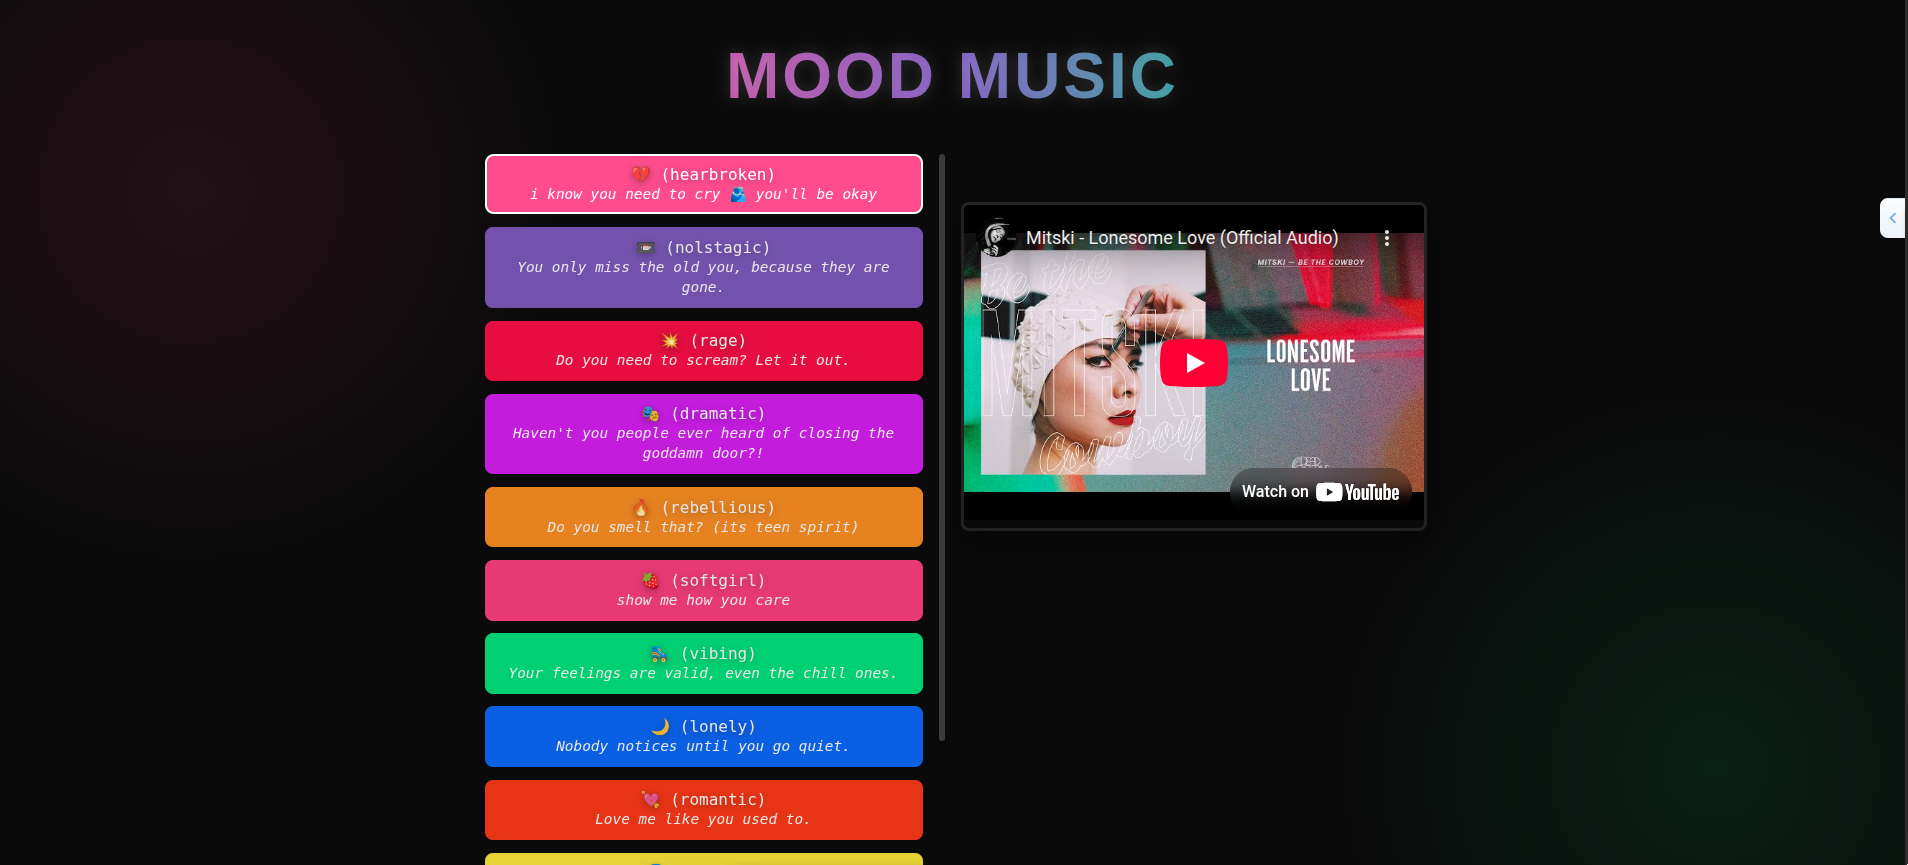 MOOD MUSIC
💔 (hearbroken)
i know you need to cry 🫂 you'll be okay
📼 (nolstagic)
You only miss the old you, because they are
gone.
💥 (rage)
Do you need to scream? Let it out.
🎭 (dramatic)
Haven't you people ever heard of closing the
goddamn door?!
🔥 (rebellious)
Do you smell that? (its teen spirit)
🍓 (softgirl)
show me how you care
🛼 (vibing)
Your feelings are valid, even the chill ones.
🌙 (lonely)
Nobody notices until you go quiet.
💘 (romantic)
Love me like you used to.
Mitski - Lonesome Love (Official Audio)
MITSKI — BE THE COWBOY
Be the
MITSKI
Cowboy
LONESOME
LOVE
Watch on YouTube